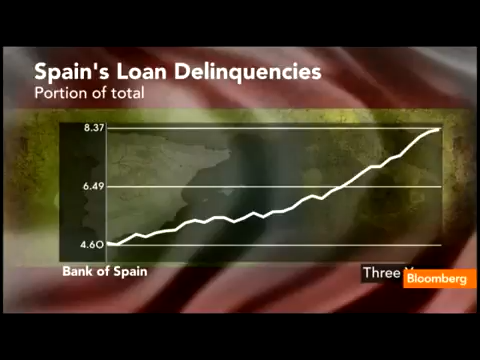 Spain's Loan Delinquencies
Portion of total
8.37
6.49
4.60
Bank of Spain
Three
Bloomberg